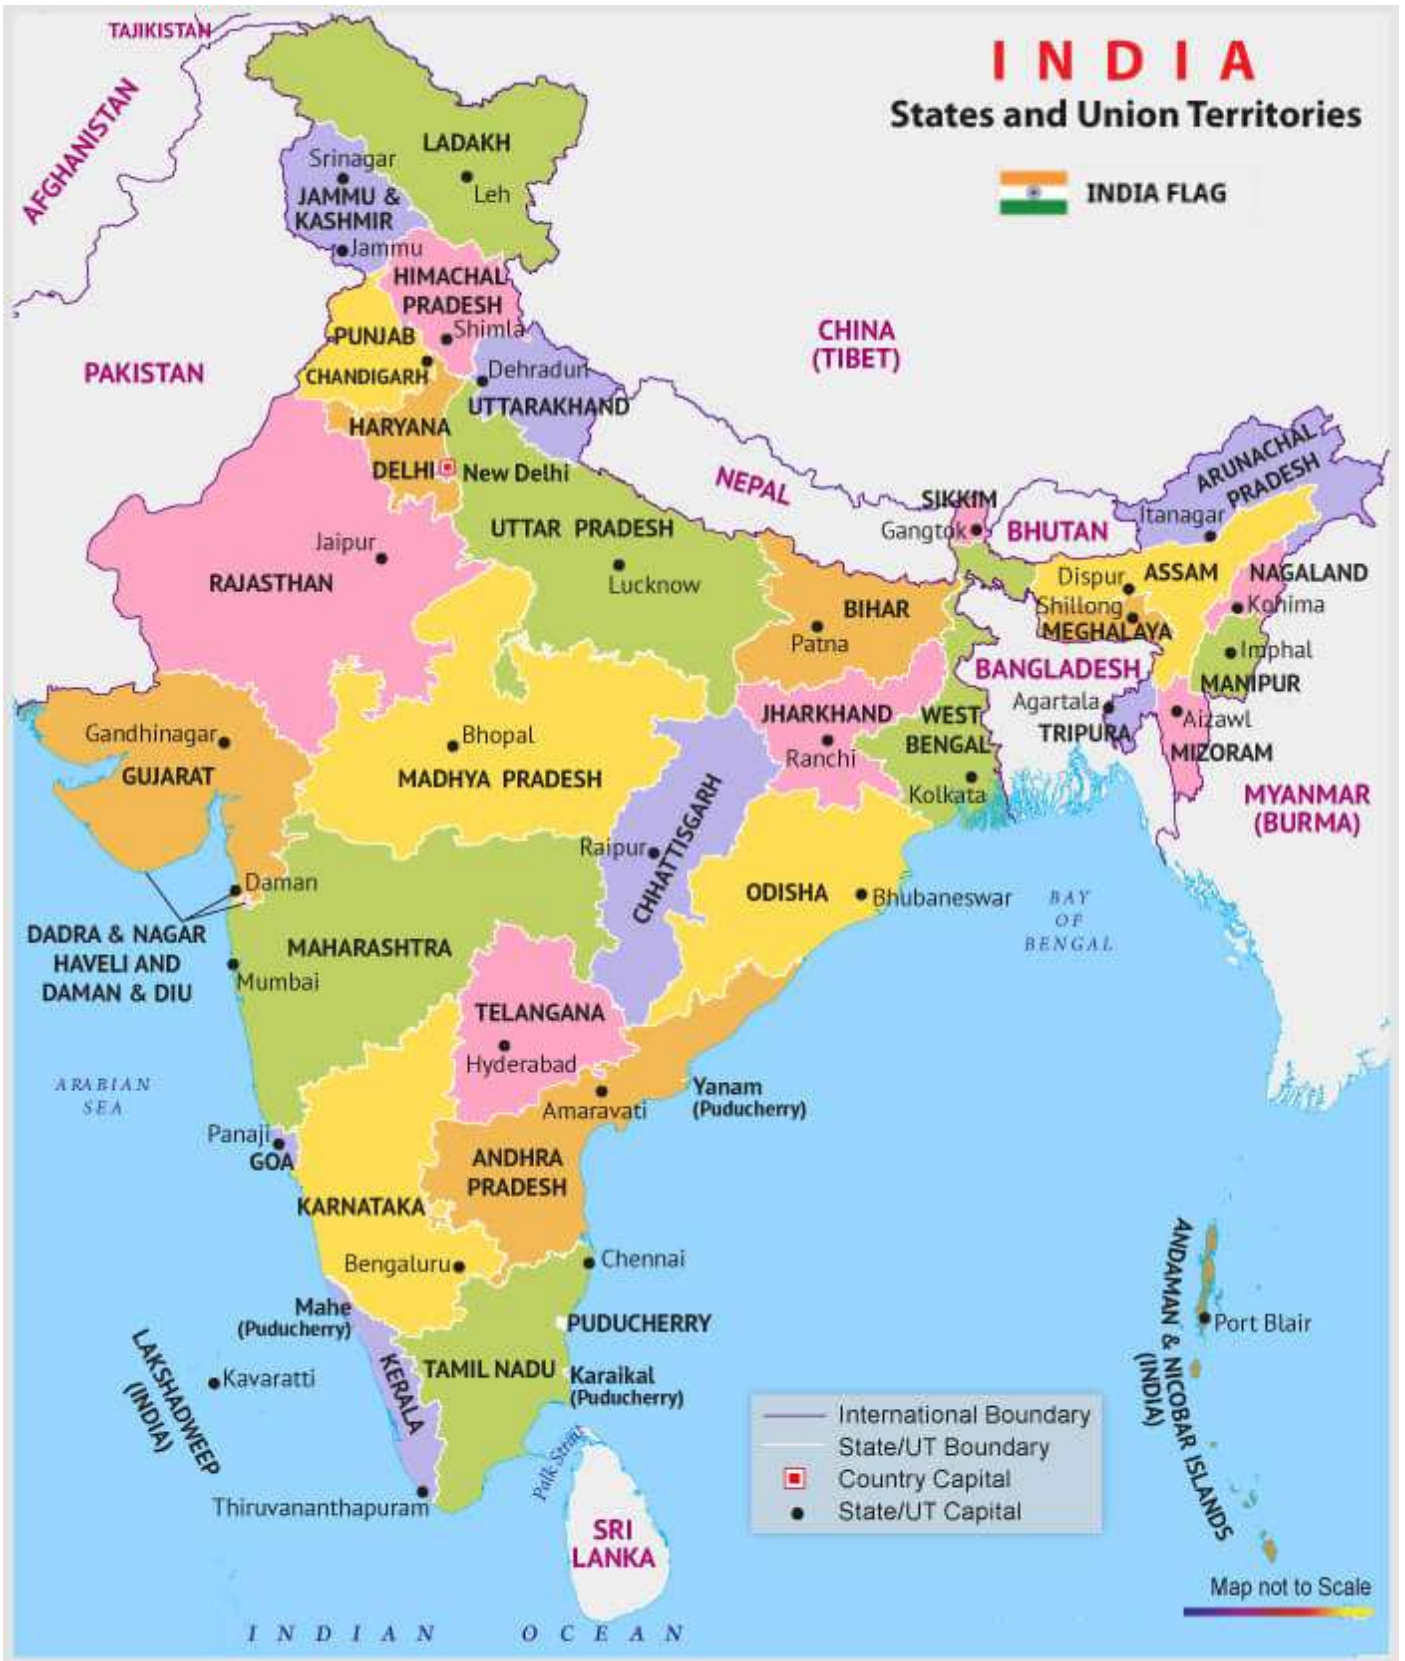 TAJIKISTAN
INDIA
States and Union Territories
INDIA FLAG
AFGHANISTAN
LADAKH
Leh
Srinagar
JAMMU &
KASHMIR
Jammu
HIMACHAL
PRADESH
Shimla
PUNJAB
CHANDIGARH
CHINA
(TIBET)
PAKISTAN
Dehradun
UTTARAKHAND
HARYANA
DELHI
New Delhi
NEPAL
SIKKIM
Gangtok
BHUTAN
ARUNACHAL
PRADESH
Itanagar
UTTAR PRADESH
Lucknow
Jaipur
RAJASTHAN
BIHAR
Patna
Dispur
ASSAM
NAGALAND
Kohima
Shillong
MEGHALAYA
Imphal
MANIPUR
BANGLADESH
Agartala
TRIPURA
Aizawl
MIZORAM
MYANMAR
(BURMA)
Gandhinagar
GUJARAT
Bhopal
MADHYA PRADESH
JHARKHAND
Ranchi
WEST
BENGAL
Kolkata
Raipur
CHHATTISGARH
ODISHA
Bhubaneswar
BAY
OF
BENGAL
Daman
DADRA & NAGAR
HAVELI AND
DAMAN & DIU
MAHARASHTRA
Mumbai
TELANGANA
Hyderabad
ARABIAN
SEA
Amaravati
Yanam
(Puducherry)
Panaji
GOA
ANDHRA
PRADESH
KARNATAKA
Bengaluru
Chennai
Mahe
(Puducherry)
PUDUCHERRY
LAKSHADWEEP
(INDIA)
Kavaratti
KERALA
TAMIL NADU
Karaikal
(Puducherry)
Thiruvananthapuram
Palk Strait
SRI
LANKA
ANDAMAN & NICOBAR ISLANDS
(INDIA)
Port Blair
International Boundary
State/UT Boundary
Country Capital
State/UT Capital
Map not to Scale
INDIAN OCEAN